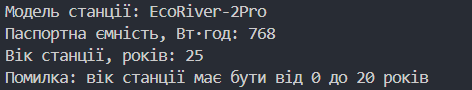 Модель станції: EcoRiver-2Pro
Паспортна ємність, Вт·год: 768
Вік станції, років: 25
Помилка: вік станції має бути від 0 до 20 років